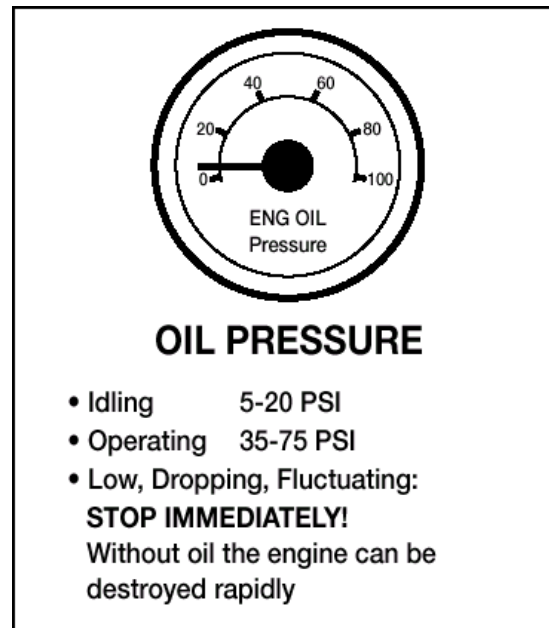 40 60
20 80
0 100
ENG OIL
Pressure
OIL PRESSURE
• Idling 5-20 PSI
• Operating 35-75 PSI
• Low, Dropping, Fluctuating:
STOP IMMEDIATELY!
Without oil the engine can be
destroyed rapidly